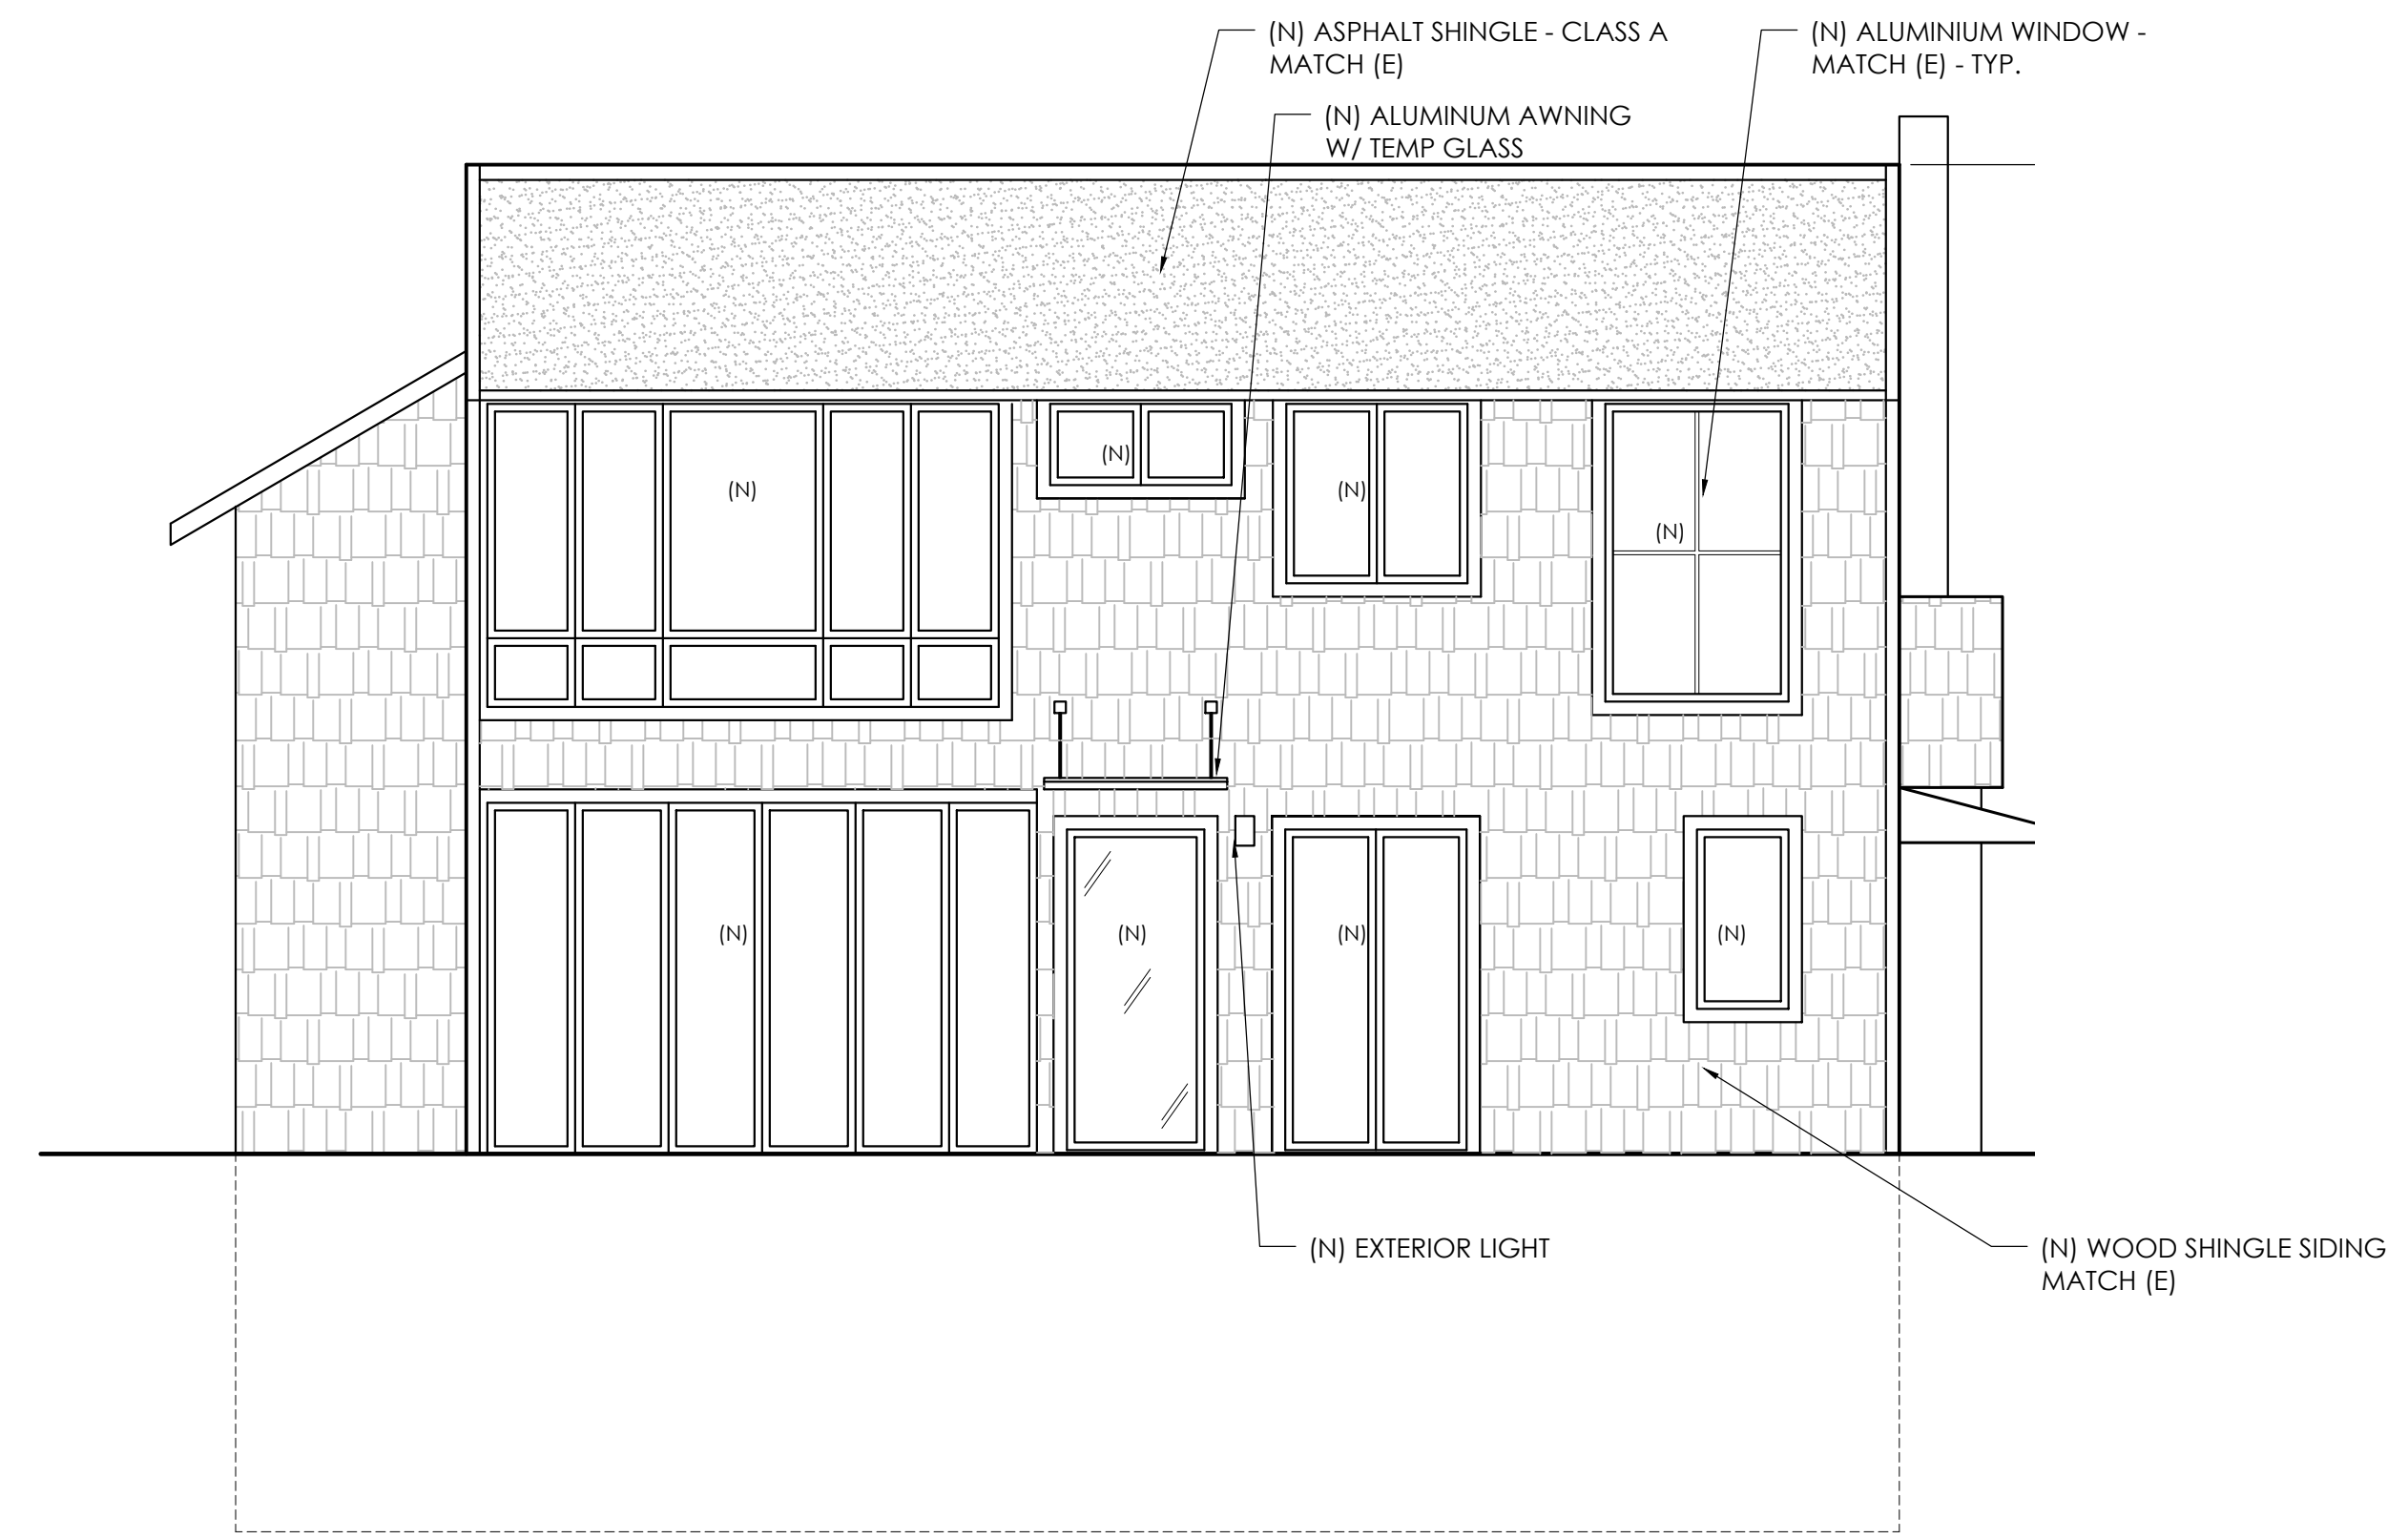 (N) ASPHALT SHINGLE - CLASS A
MATCH (E)
(N) ALUMINIUM WINDOW -
MATCH (E) - TYP.
(N) ALUMINUM AWNING
W/ TEMP GLASS
(N)
(N)
(N)
(N)
(N)
(N)
(N)
(N)
(N) EXTERIOR LIGHT
(N) WOOD SHINGLE SIDING
MATCH (E)